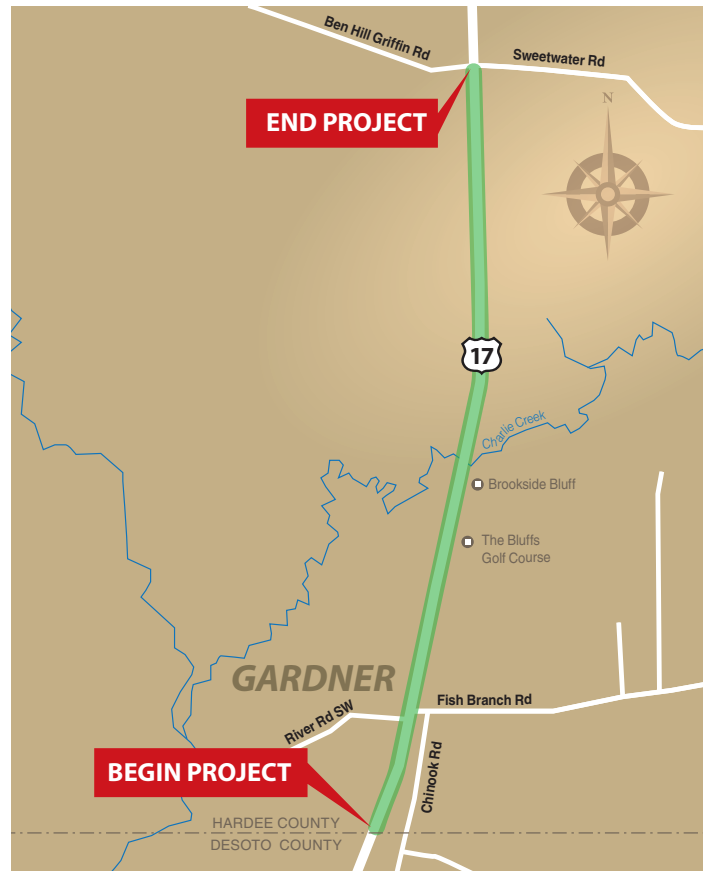 Ben Hill Griffin Rd
Sweetwater Rd
N
END PROJECT
17
Charlie Creek
Brookside Bluff
The Bluffs
Golf Course
GARDNER
Fish Branch Rd
River Rd SW
Chinook Rd
BEGIN PROJECT
HARDEE COUNTY
DESOTO COUNTY